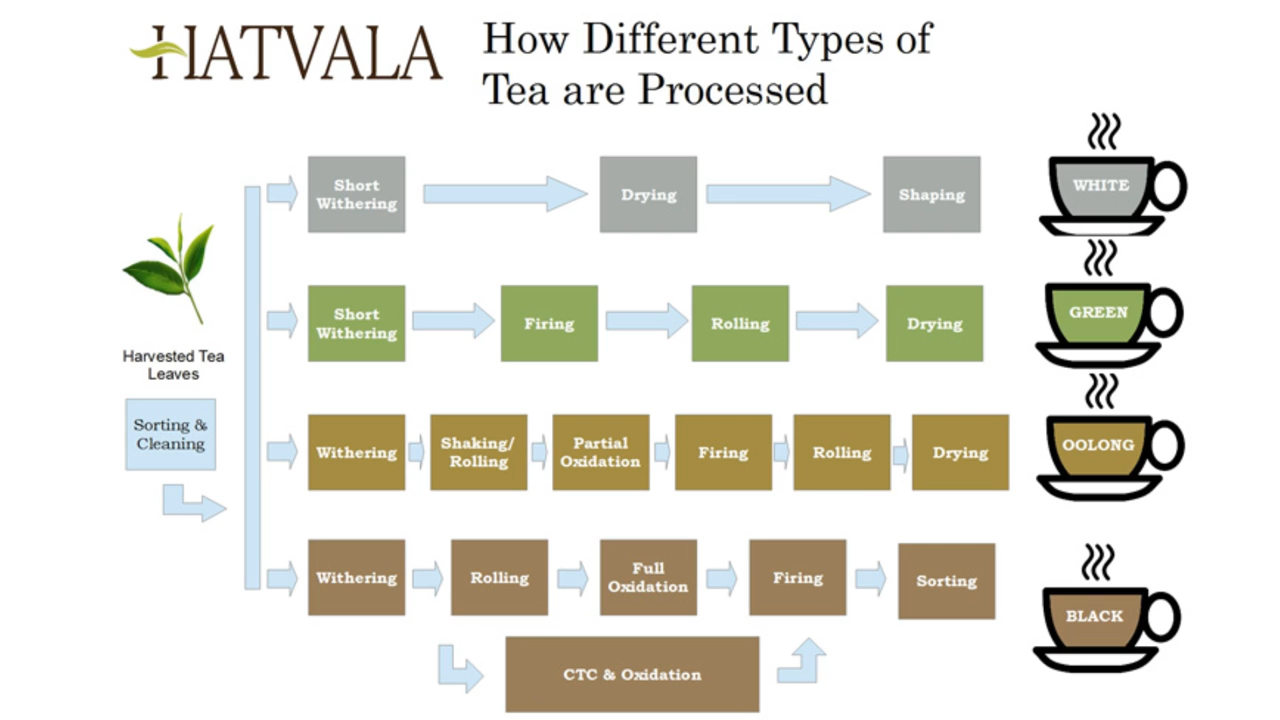 HATVALA
How Different Types of
Tea are Processed
Short
Withering
Drying
Shaping
WHITE
Short
Withering
Firing
Rolling
Drying
GREEN
Harvested Tea
Leaves
Sorting &
Cleaning
Withering
Shaking/
Rolling
Partial
Oxidation
Firing
Rolling
Drying
OOLONG
Withering
Rolling
Full
Oxidation
Firing
Sorting
BLACK
CTC & Oxidation